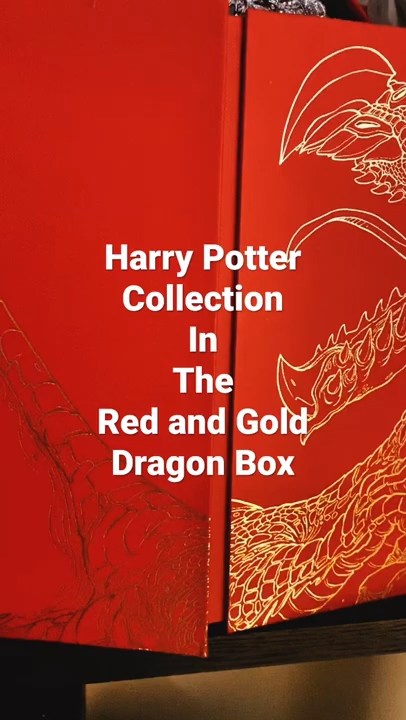 Harry Potter
Collection
In
The
Red and Gold
Dragon Box